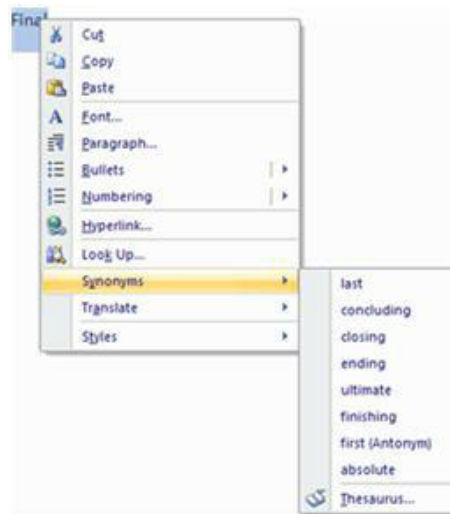 Final
Cut
Copy
Paste
Font...
Paragraph...
Bullets
Numbering
Hyperlink...
Look Up...
Synonyms
Translate
Styles
last
concluding
closing
ending
ultimate
finishing
first (Antonym)
absolute
Thesaurus...